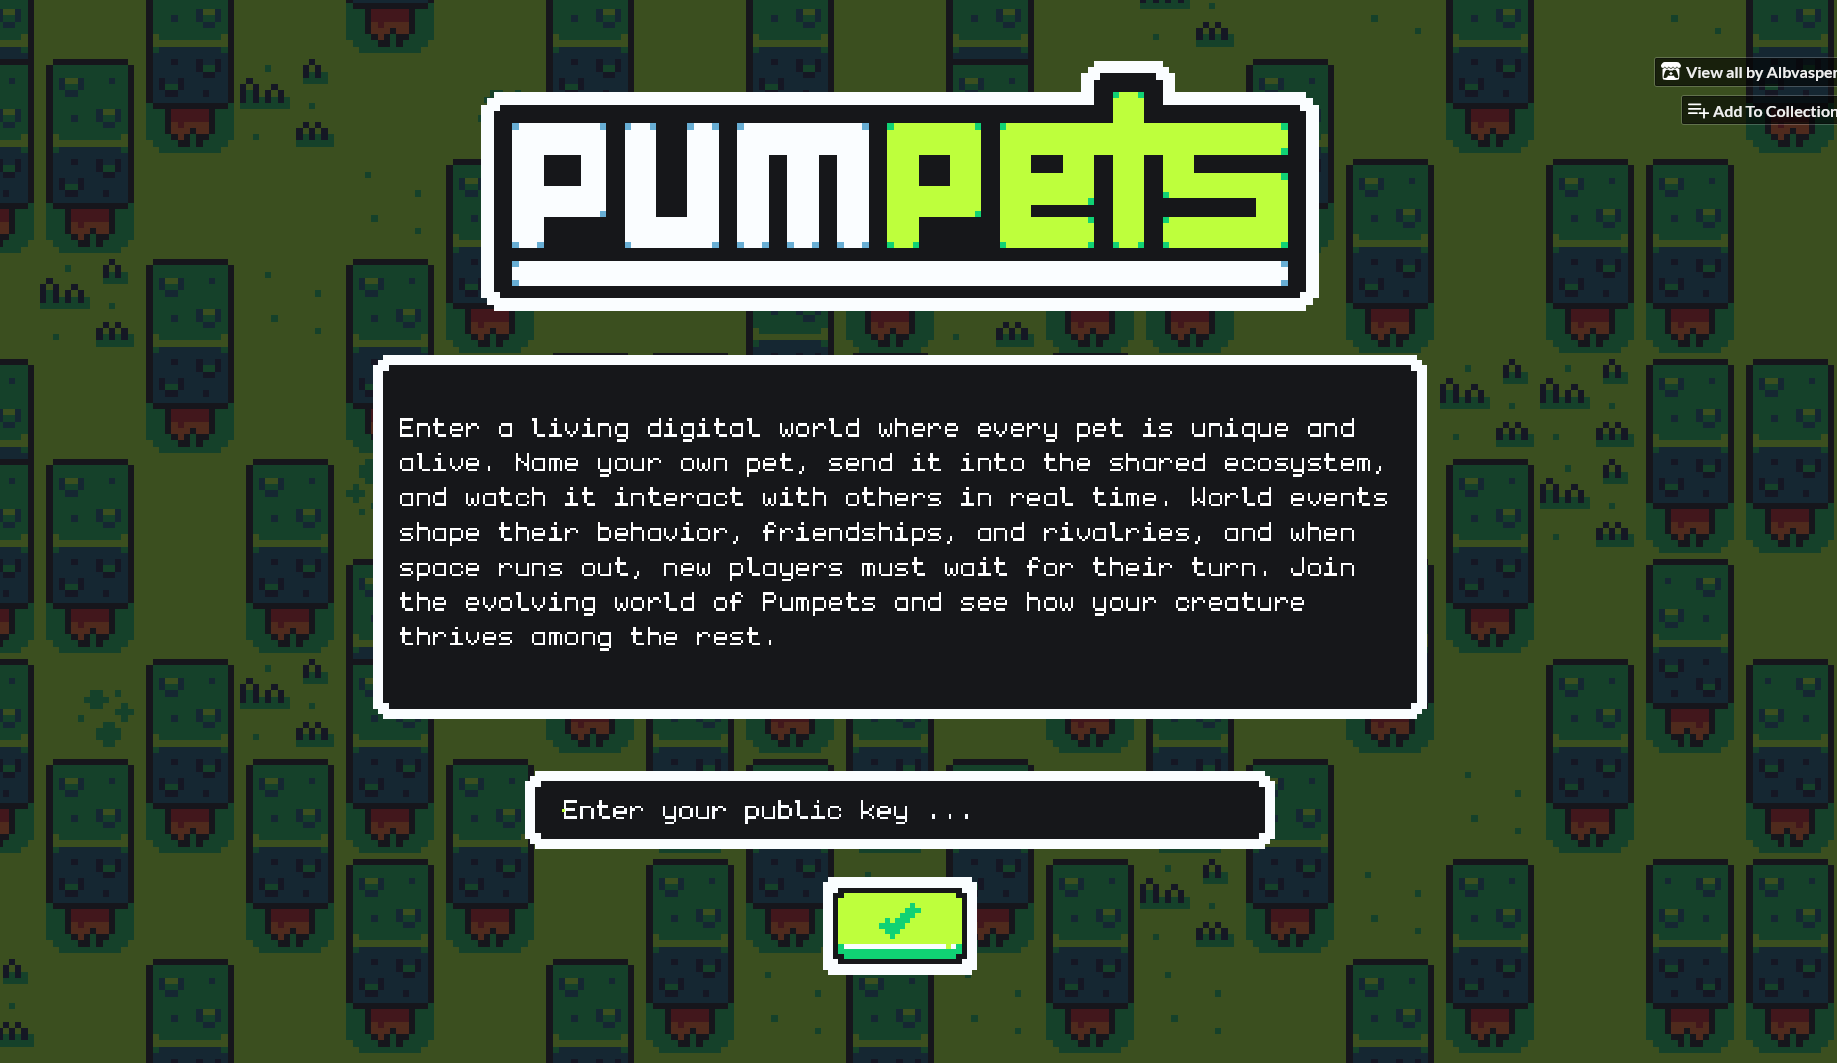 pumpets
View all by Albvasper
Add To Collection
Enter a living digital world where every pet is unique and
alive. Name your own pet, send it into the shared ecosystem,
and watch it interact with others in real time. World events
shape their behavior, friendships, and rivalries, and when
space runs out, new players must wait for their turn. Join
the evolving world of Pumpets and see how your creature
thrives among the rest.
Enter your public key ...